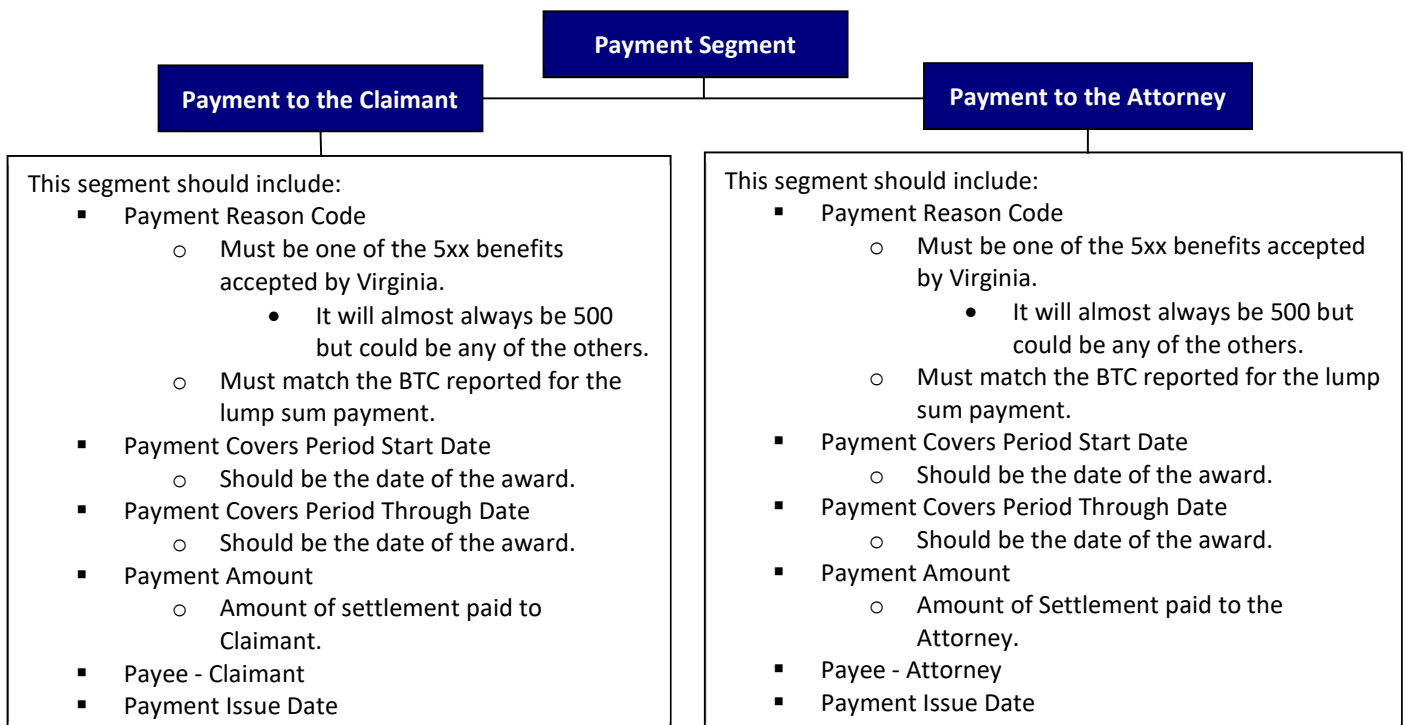 Payment Segment
Payment to the Claimant
Payment to the Attorney
This segment should include:
▪ Payment Reason Code
o Must be one of the 5xx benefits
accepted by Virginia.
• It will almost always be 500
but could be any of the others.
o Must match the BTC reported for the
lump sum payment.
▪ Payment Covers Period Start Date
o Should be the date of the award.
▪ Payment Covers Period Through Date
o Should be the date of the award.
▪ Payment Amount
o Amount of settlement paid to
Claimant.
▪ Payee - Claimant
▪ Payment Issue Date
This segment should include:
▪ Payment Reason Code
o Must be one of the 5xx benefits accepted
by Virginia.
• It will almost always be 500 but
could be any of the others.
o Must match the BTC reported for the lump
sum payment.
▪ Payment Covers Period Start Date
o Should be the date of the award.
▪ Payment Covers Period Through Date
o Should be the date of the award.
▪ Payment Amount
o Amount of Settlement paid to the
Attorney.
▪ Payee - Attorney
▪ Payment Issue Date